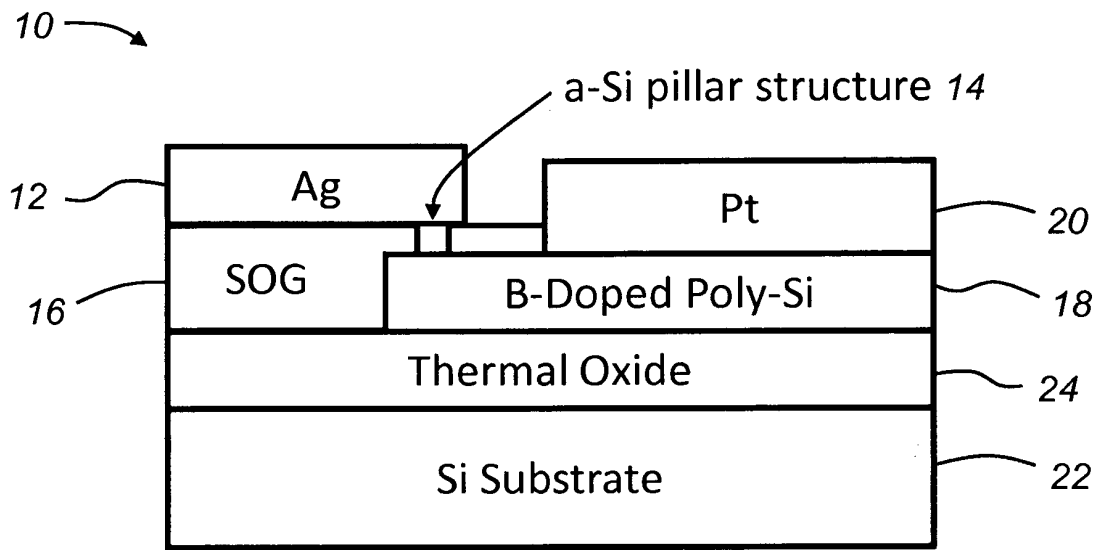 10
a-Si pillar structure 14
12
Ag
Pt
20
16
SOG
B-Doped Poly-Si
18
Thermal Oxide
24
Si Substrate
22